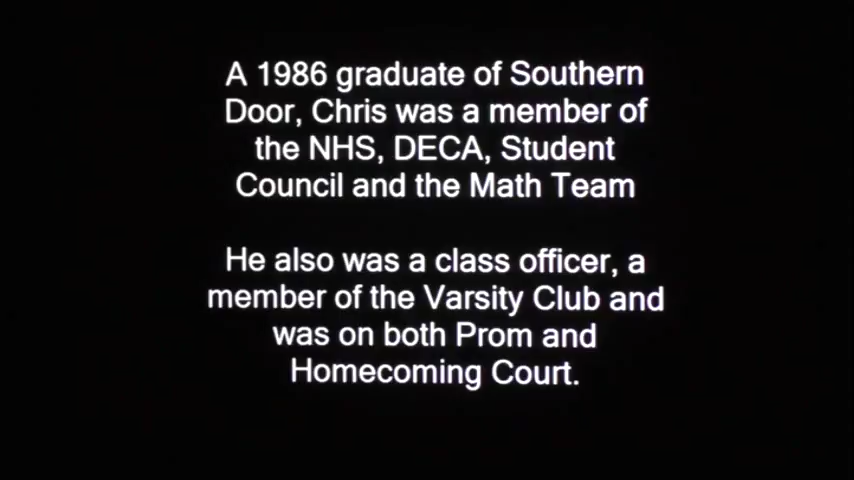 A 1986 graduate of Southern
Door, Chris was a member of
the NHS, DECA, Student
Council and the Math Team
He also was a class officer, a
member of the Varsity Club and
was on both Prom and
Homecoming Court.